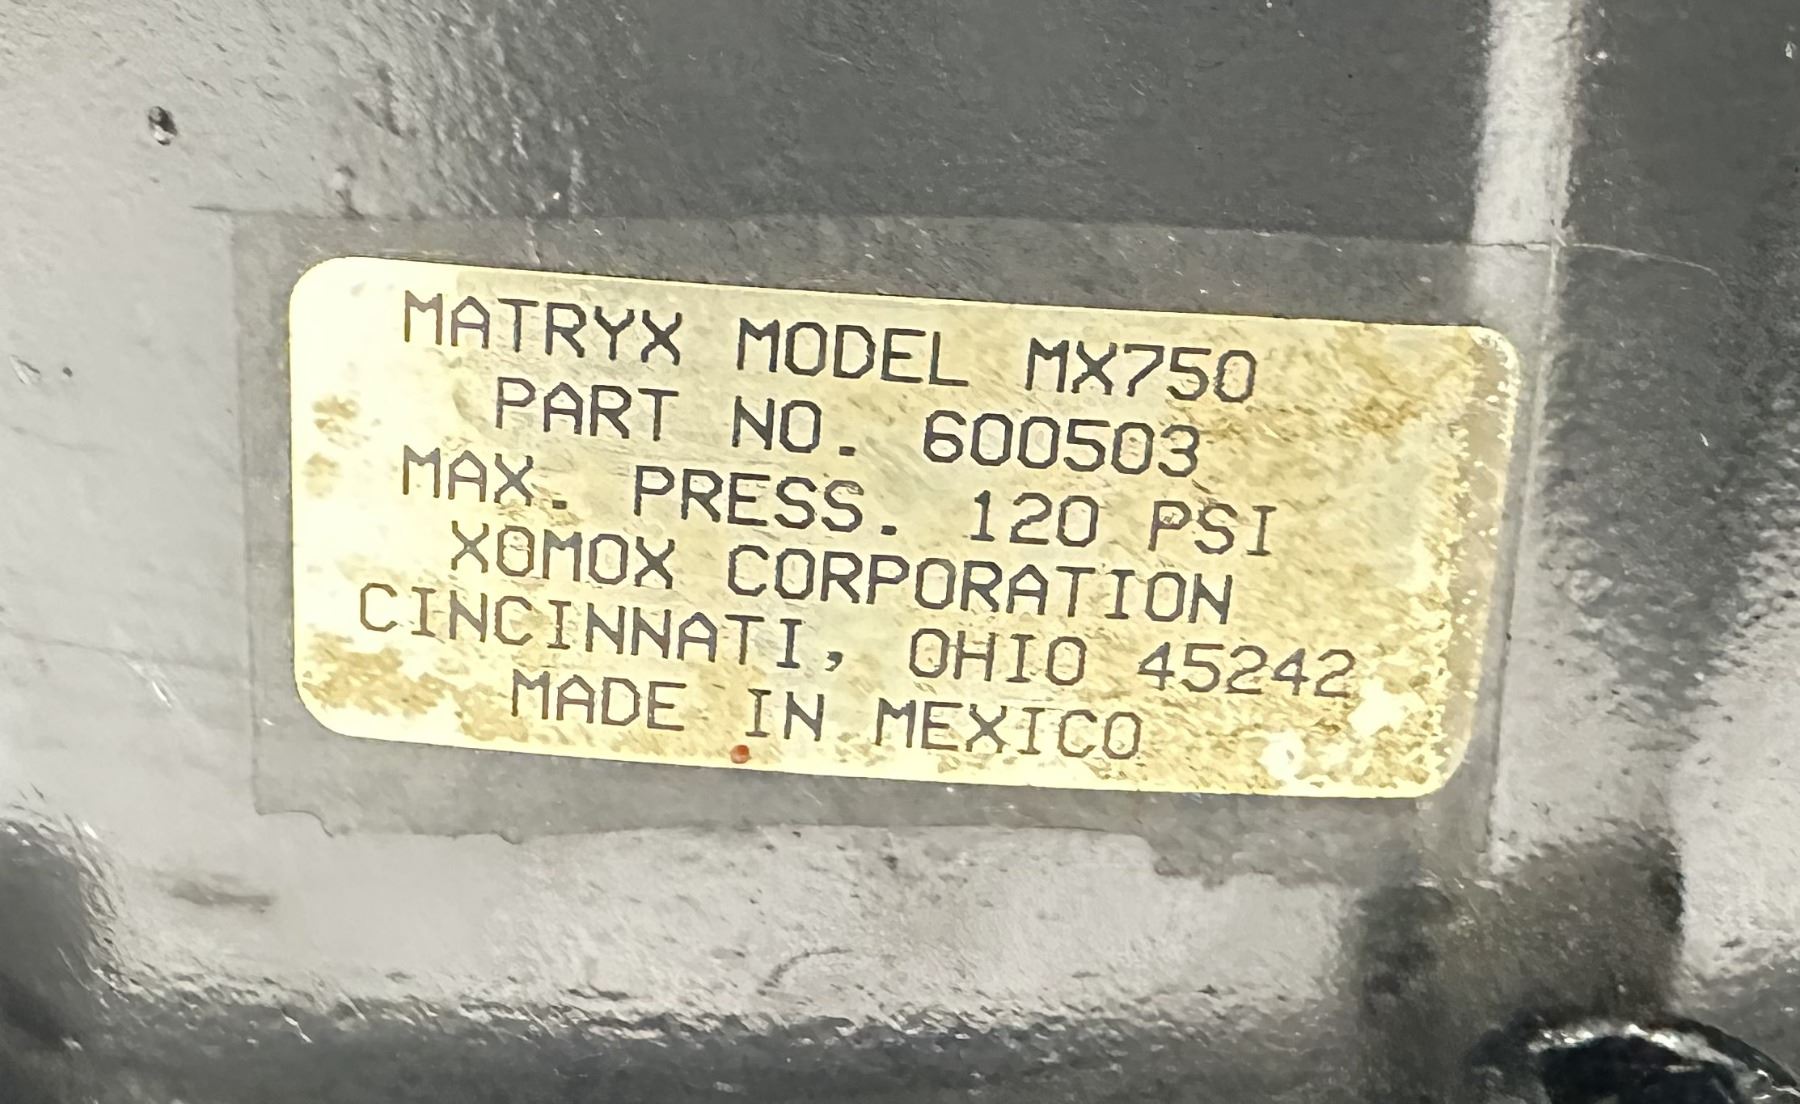 MATRYX MODEL MX750
PART NO. 600503
MAX. PRESS. 120 PSI
XOMOX CORPORATION
CINCINNATI, OHIO 45242
MADE IN MEXICO